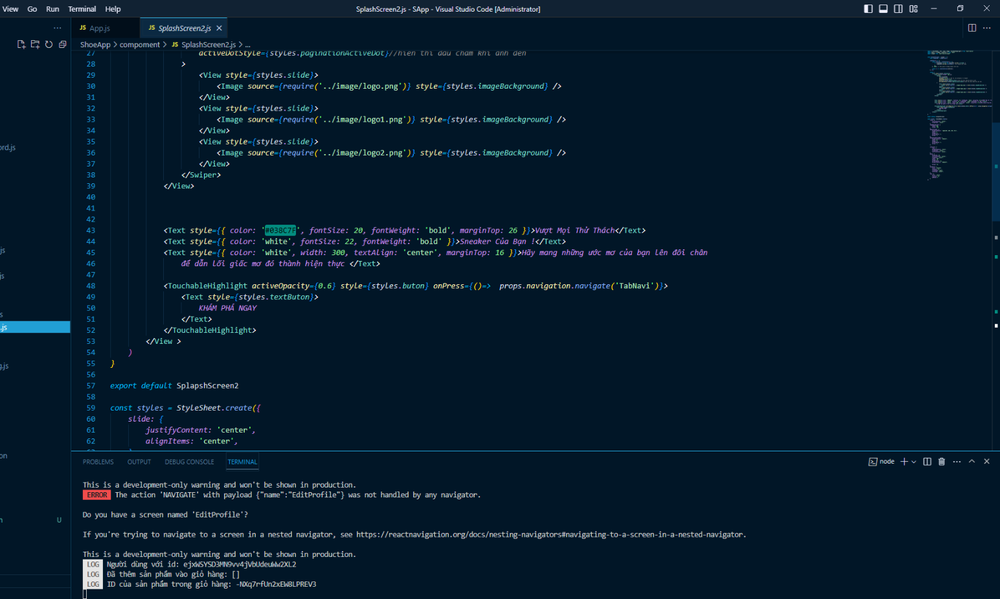 View Go Run Terminal Help
SplashScreen2.js - SApp - Visual Studio Code [Administrator]
JS App.js
JS SplashScreen2.js
ShoeApp > compoment > JS SplashScreen2.js > ...
27 activeDotStyle={styles.paginationActiveDot}//hiển thị dấu chấm khi ảnh đến
28 >
29 <View style={styles.slide}>
30 <Image source={require('../image/logo.png')} style={styles.imageBackground} />
31 </View>
32 <View style={styles.slide}>
33 <Image source={require('../image/logo1.png')} style={styles.imageBackground} />
34 </View>
35 <View style={styles.slide}>
36 <Image source={require('../image/logo2.png')} style={styles.imageBackground} />
37 </View>
38 </Swiper>
39 </View>
40
41
42
43 <Text style={{ color: '#038C7F', fontSize: 20, fontWeight: 'bold', marginTop: 26 }}>Vượt Mọi Thử Thách</Text>
44 <Text style={{ color: 'white', fontSize: 22, fontWeight: 'bold' }}>Sneaker Của Bạn !</Text>
45 <Text style={{ color: 'white', width: 300, textAlign: 'center', marginTop: 16 }}>Hãy mang những ước mơ của bạn lên đôi chân
46 để dẫn lối giấc mơ đó thành hiện thực </Text>
47
48 <TouchableHighlight activeOpacity={0.6} style={styles.buton} onPress={()=> props.navigation.navigate('TabNavi')}>
49 <Text style={styles.textButon}>
50 KHÁM PHÁ NGAY
51 </Text>
52 </TouchableHighlight>
53 </View >
54 )
55 }
56
57 export default SplapshScreen2
58
59 const styles = StyleSheet.create({
60 slide: {
61 justifyContent: 'center',
62 alignItems: 'center',
ord.js
js
js
s
.js
g.js
on
n U
PROBLEMS OUTPUT DEBUG CONSOLE TERMINAL
node
This is a development-only warning and won't be shown in production.
ERROR The action 'NAVIGATE' with payload {"name":"EditProfile"} was not handled by any navigator.
Do you have a screen named 'EditProfile'?
If you're trying to navigate to a screen in a nested navigator, see https://reactnavigation.org/docs/nesting-navigators#navigating-to-a-screen-in-a-nested-navigator.
This is a development-only warning and won't be shown in production.
LOG Người dùng với id: ejxWSYSD3MN9vv4jVbUdeuWw2XL2
LOG Đã thêm sản phẩm vào giỏ hàng: []
LOG ID của sản phẩm trong giỏ hàng: -NXq7rfUn2xEW8LPREV3